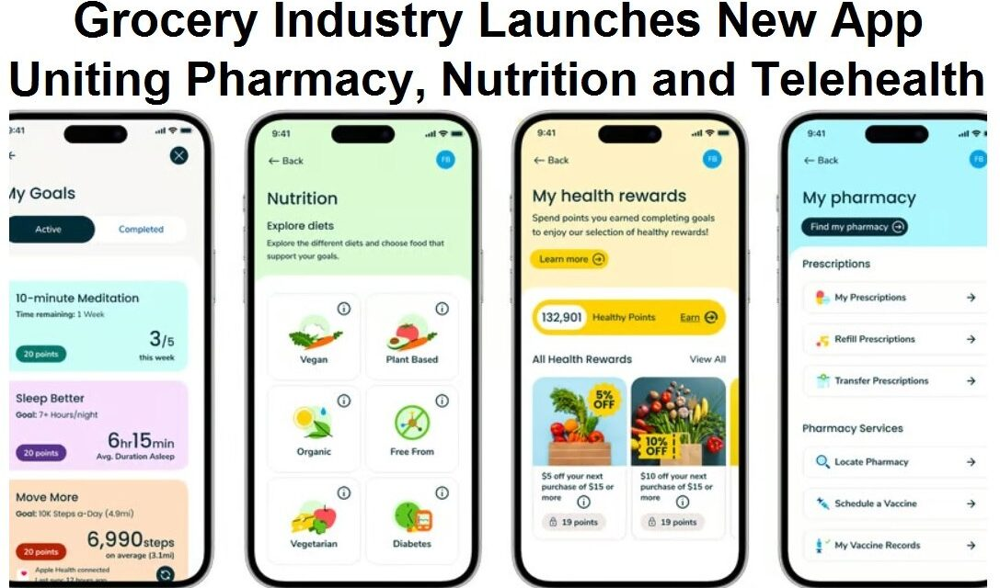 Grocery Industry Launches New App
Uniting Pharmacy, Nutrition and Telehealth
9:41
My Goals
Active
Completed
10-minute Meditation
Time remaining: 1 Week
3/5
this week
20 points
Sleep Better
Goal: 7+ Hours/night
6hr15min
Avg. Duration Asleep
20 points
Move More
Goal: 10K Steps a-Day (4.9mi)
6,990steps
on average (3.1mi)
20 points
Apple Health connected
Last sync 12 hours ago
9:41
← Back
FB
Nutrition
Explore diets
Explore the different diets and choose food that
support your goals.
Vegan
Plant Based
Organic
Free From
Vegetarian
Diabetes
9:41
← Back
FB
My health rewards
Spend points you earned completing goals
to enjoy our selection of healthy rewards!
Learn more
132,901
Healthy Points
Earn
All Health Rewards
View All
5%
OFF
10%
OFF
$5 off your next
purchase of $15 or
more
19 points
$10 off your next
purchase of $15 or
more
19 points
9:41
← Back
FB
My pharmacy
Find my pharmacy
Prescriptions
My Prescriptions
Refill Prescriptions
Transfer Prescriptions
Pharmacy Services
Locate Pharmacy
Schedule a Vaccine
My Vaccine Records